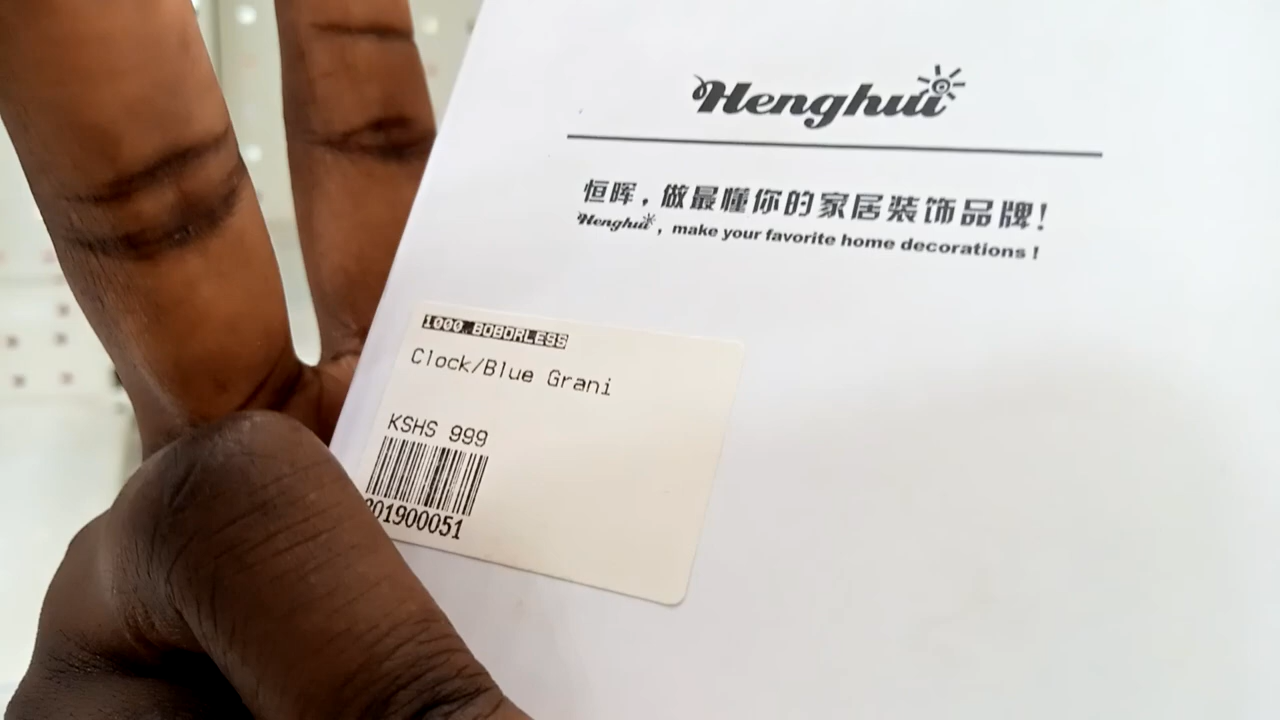 Henghui
恒晖，做最懂你的家居装饰品牌！
Henghui, make your favorite home decorations !
1000. BOBORLESS
Clock/Blue Grani
KSHS 999
01900051